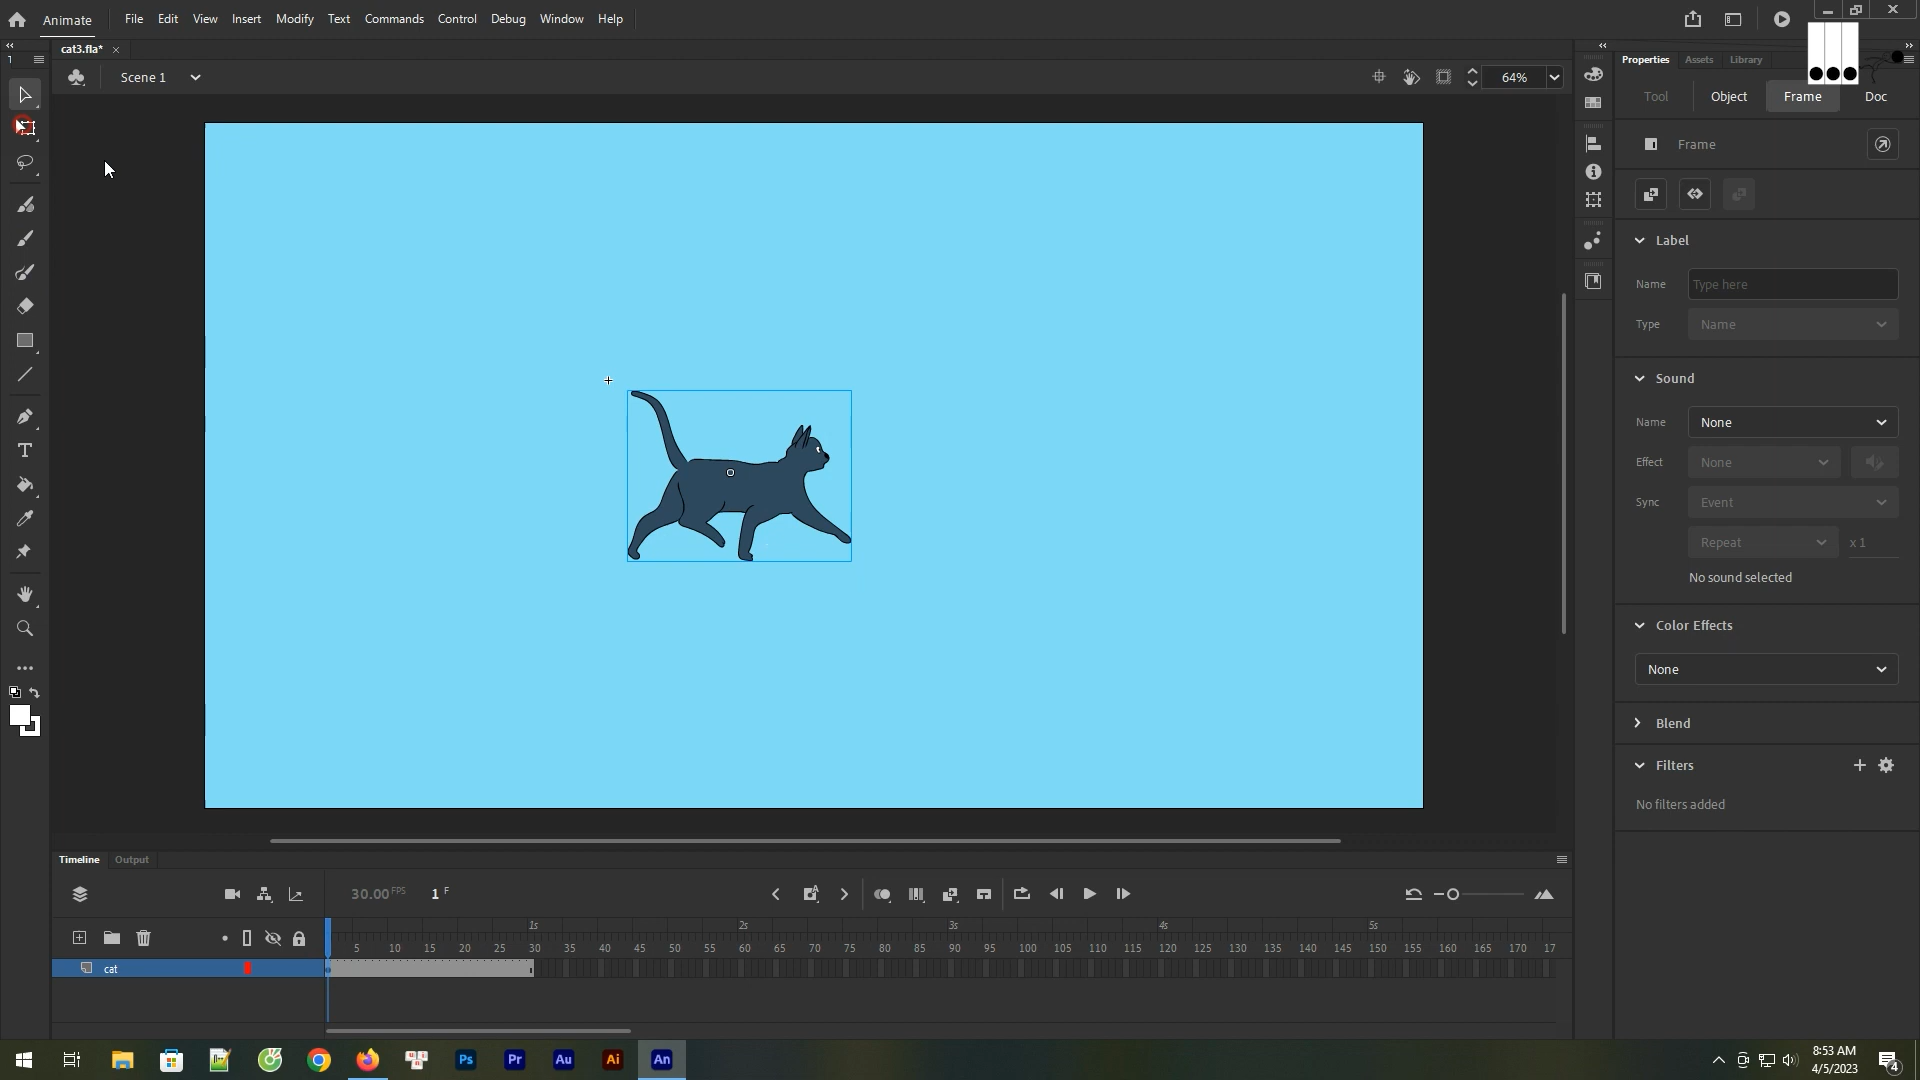 Animate File Edit View Insert Modify Text Commands Control Debug Window Help
cat3.fla*
Scene 1
64%
Properties Assets Library
Tool Object Frame Doc
Frame
Label
Name Type here
Type Name
Sound
Name None
Effect None
Sync Event
Repeat x 1
No sound selected
Color Effects
None
Blend
Filters
No filters added
T
Timeline Output
30.00 FPS 1 F
1s 2s 3s 4s 5s
5 10 15 20 25 30 35 40 45 50 55 60 65 70 75 80 85 90 95 100 105 110 115 120 125 130 135 140 145 150 155 160 165 170 17
cat
Ps Pr Au Ai An
8:53 AM
4/5/2023
4